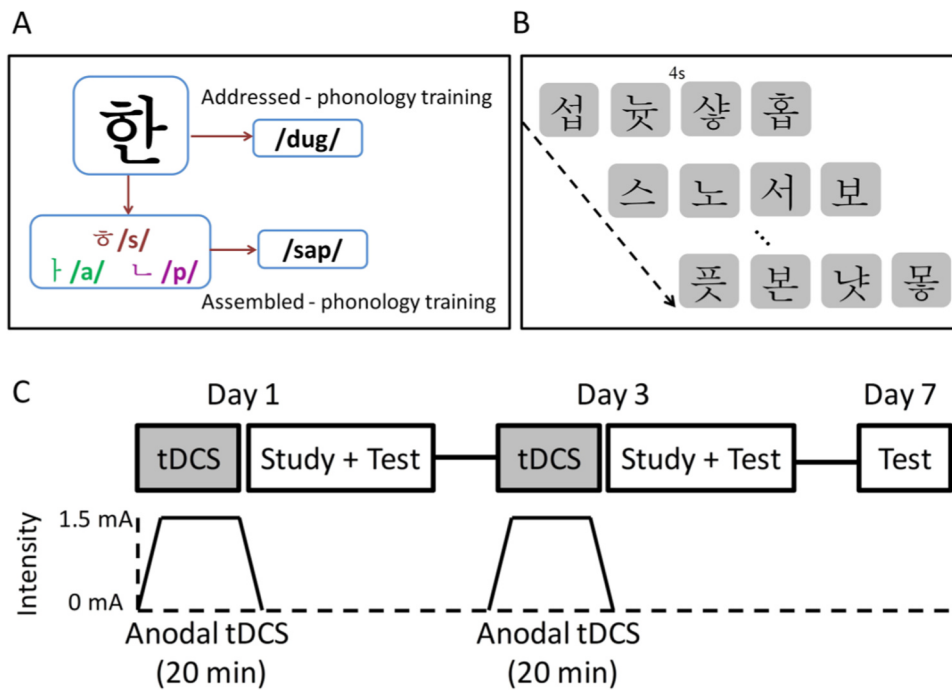 A
Addressed - phonology training
한
/dug/
ㅎ /s/
ㅏ /a/ ㄴ /p/
/sap/
Assembled - phonology training
B
4s
섭 늇 샿 홉
스 노 서 보
...
픗 본 냣 뫃
C
Day 1 Day 3 Day 7
tDCS Study + Test tDCS Study + Test Test
Intensity
1.5 mA
0 mA
Anodal tDCS Anodal tDCS
(20 min) (20 min)